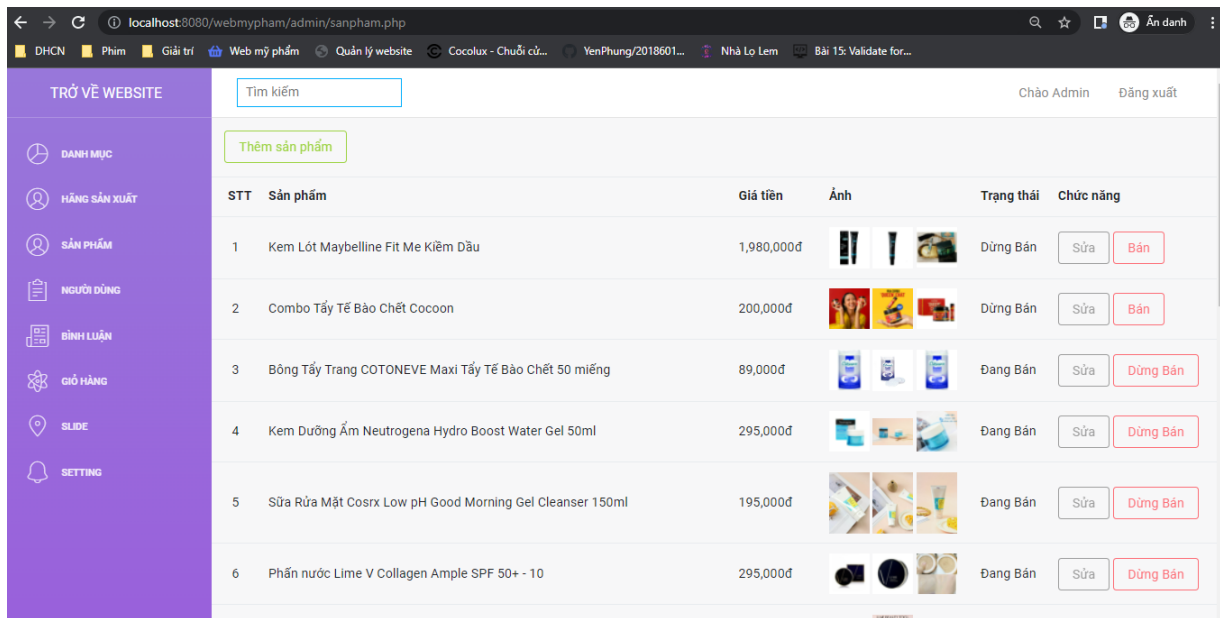 localhost:8080/webmypham/admin/sanpham.php Ẩn danh
DHCN Phim Giải trí Web mỹ phẩm Quản lý website Cocolux - Chuỗi cử... YenPhung/2018601... Nhà Lọ Lem Bài 15: Validate for...
TRỞ VỀ WEBSITE Tìm kiếm Chào Admin Đăng xuất
Thêm sản phẩm
DANH MỤC
HÃNG SẢN XUẤT
SẢN PHẨM
NGƯỜI DÙNG
BÌNH LUẬN
GIỎ HÀNG
SLIDE
SETTING
STT Sản phẩm Giá tiền Ảnh Trạng thái Chức năng
1 Kem Lót Maybelline Fit Me Kiềm Dầu 1,980,000đ Dừng Bán Sửa Bán
2 Combo Tẩy Tế Bào Chết Cocoon 200,000đ Dừng Bán Sửa Bán
3 Bông Tẩy Trang COTONEVE Maxi Tẩy Tế Bào Chết 50 miếng 89,000đ Đang Bán Sửa Dừng Bán
4 Kem Dưỡng Ẩm Neutrogena Hydro Boost Water Gel 50ml 295,000đ Đang Bán Sửa Dừng Bán
5 Sữa Rửa Mặt Cosrx Low pH Good Morning Gel Cleanser 150ml 195,000đ Đang Bán Sửa Dừng Bán
6 Phấn nước Lime V Collagen Ample SPF 50+ - 10 295,000đ Đang Bán Sửa Dừng Bán